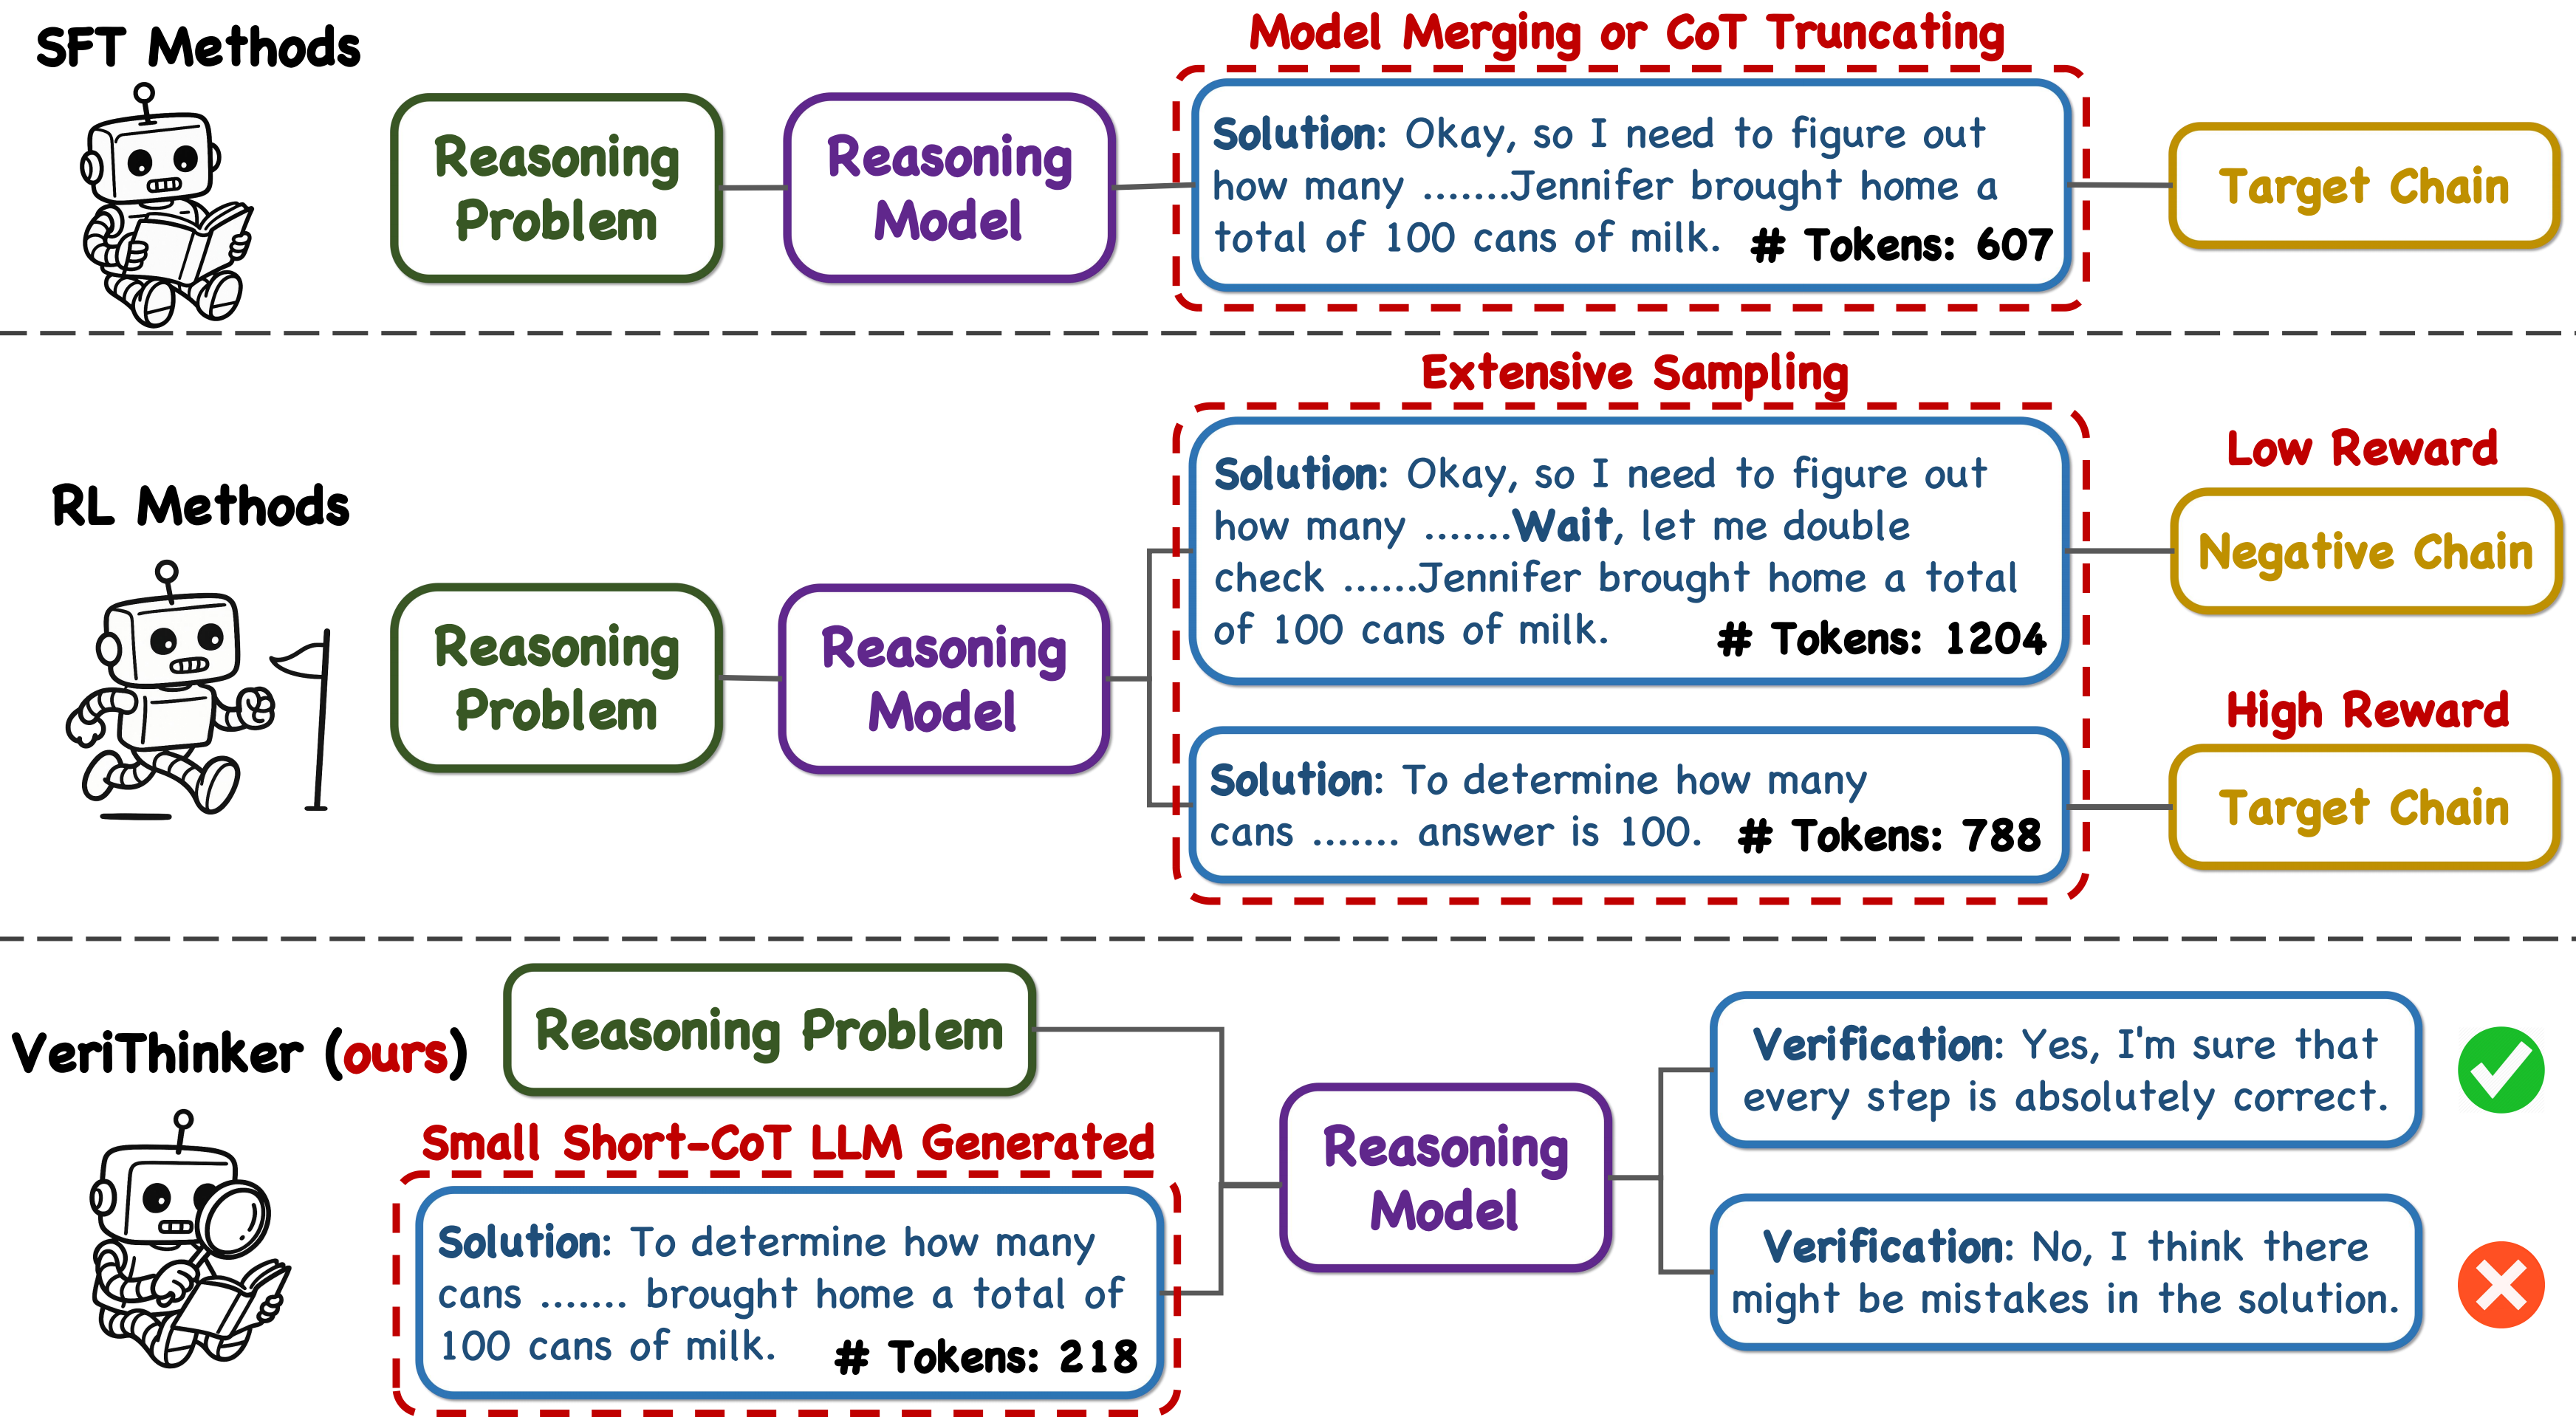 SFT Methods
Model Merging or CoT Truncating
Reasoning
Problem
Reasoning
Model
Solution: Okay, so I need to figure out
how many .......Jennifer brought home a
total of 100 cans of milk. # Tokens: 607
Target Chain
RL Methods
Extensive Sampling
Reasoning
Problem
Reasoning
Model
Solution: Okay, so I need to figure out
how many .......Wait, let me double
check ......Jennifer brought home a total
of 100 cans of milk. # Tokens: 1204
Low Reward
Negative Chain
Solution: To determine how many
cans ....... answer is 100. # Tokens: 788
High Reward
Target Chain
VeriThinker (ours)
Reasoning Problem
Small Short-CoT LLM Generated
Solution: To determine how many
cans ....... brought home a total of
100 cans of milk. # Tokens: 218
Reasoning
Model
Verification: Yes, I'm sure that
every step is absolutely correct.
Verification: No, I think there
might be mistakes in the solution.